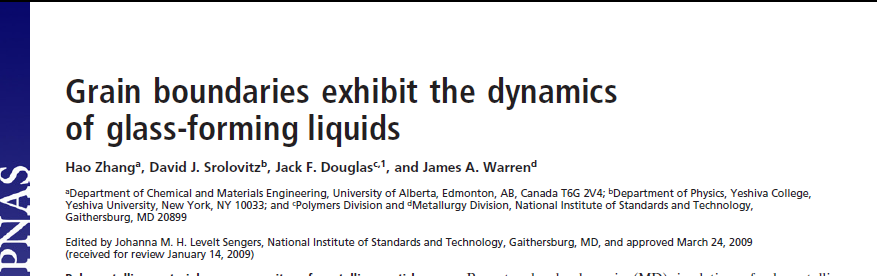 PNAS
Grain boundaries exhibit the dynamics
of glass-forming liquids
Hao Zhangᵃ, David J. Srolovitzᵇ, Jack F. Douglasᶜ,¹, and James A. Warrenᵈ
ᵃDepartment of Chemical and Materials Engineering, University of Alberta, Edmonton, AB, Canada T6G 2V4; ᵇDepartment of Physics, Yeshiva College,
Yeshiva University, New York, NY 10033; and ᶜPolymers Division and ᵈMetallurgy Division, National Institute of Standards and Technology,
Gaithersburg, MD 20899
Edited by Johanna M. H. Levelt Sengers, National Institute of Standards and Technology, Gaithersburg, MD, and approved March 24, 2009
(received for review January 14, 2009)